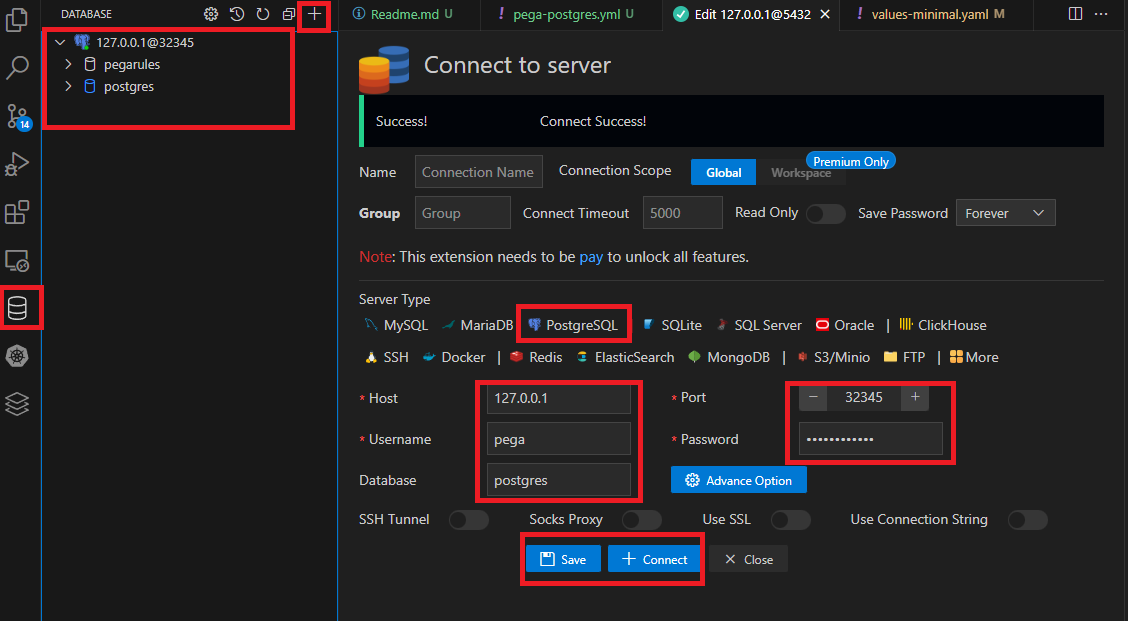 DATABASE
127.0.0.1@32345
pegarules
postgres
14
Readme.md U
pega-postgres.yml U
Edit 127.0.0.1@5432
values-minimal.yaml M
Connect to server
Success! Connect Success!
Name Connection Name Connection Scope Global Workspace Premium Only
Group Group Connect Timeout 5000 Read Only Save Password Forever
Note: This extension needs to be pay to unlock all features.
Server Type
MySQL MariaDB PostgreSQL SQLite SQL Server Oracle | ClickHouse
SSH Docker | Redis ElasticSearch MongoDB | S3/Minio FTP | More
* Host 127.0.0.1 * Port − 32345 +
* Username pega * Password ••••••••••••
Database postgres Advance Option
SSH Tunnel Socks Proxy Use SSL Use Connection String
Save Connect Close